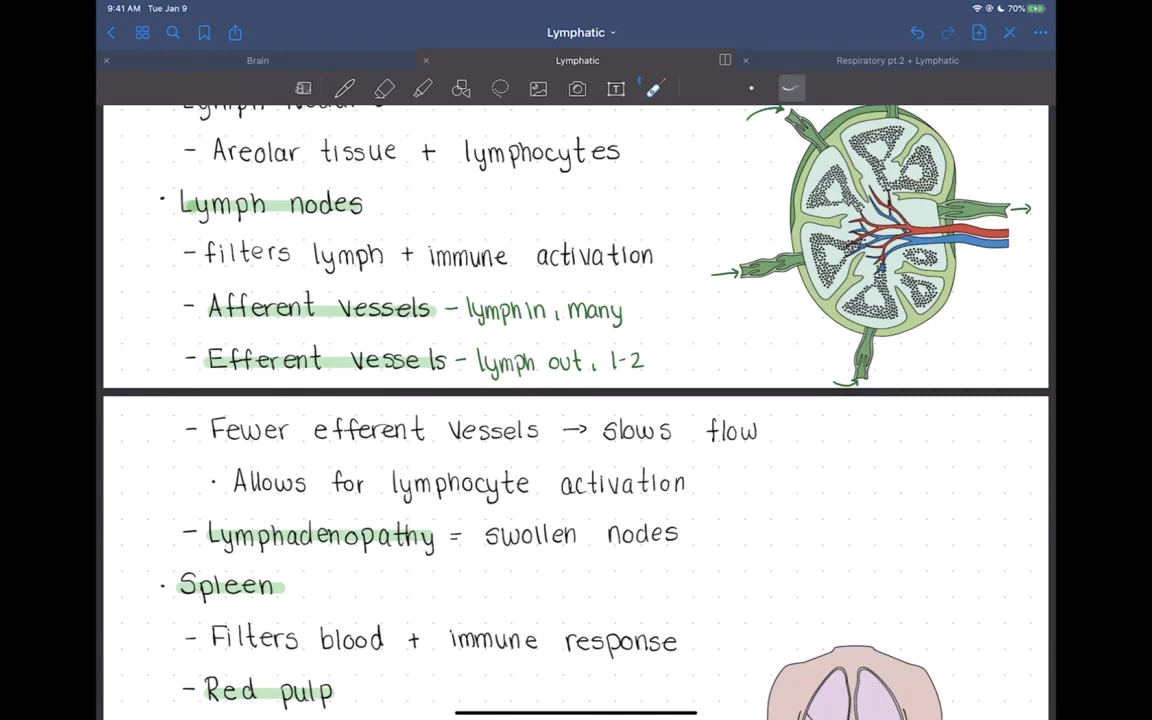 9:41 AM Tue Jan 9
70%
Lymphatic
Brain
Lymphatic
Respiratory pt.2 + Lymphatic
- Areolar tissue + lymphocytes
· Lymph nodes
- filters lymph + immune activation
- Afferent vessels - lymph in, many
- Efferent vessels - lymph out, 1-2
- Fewer efferent vessels → slows flow
· Allows for lymphocyte activation
- Lymphadenopathy = swollen nodes
· Spleen
- Filters blood + immune response
- Red pulp